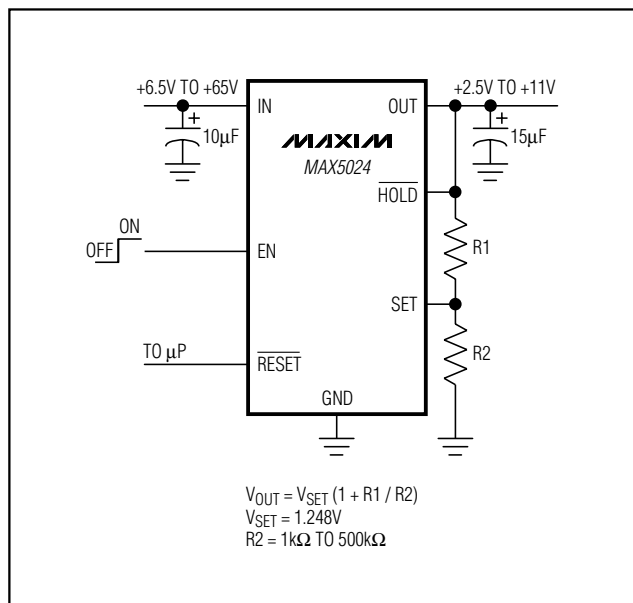 +6.5V TO +65V
+2.5V TO +11V
IN
OUT
+
10µF
MAXIM
MAX5024
+
15µF
HOLD
ON
OFF
EN
R1
SET
TO µP
RESET
R2
GND
VOUT = VSET (1 + R1 / R2)
VSET = 1.248V
R2 = 1kΩ TO 500kΩ